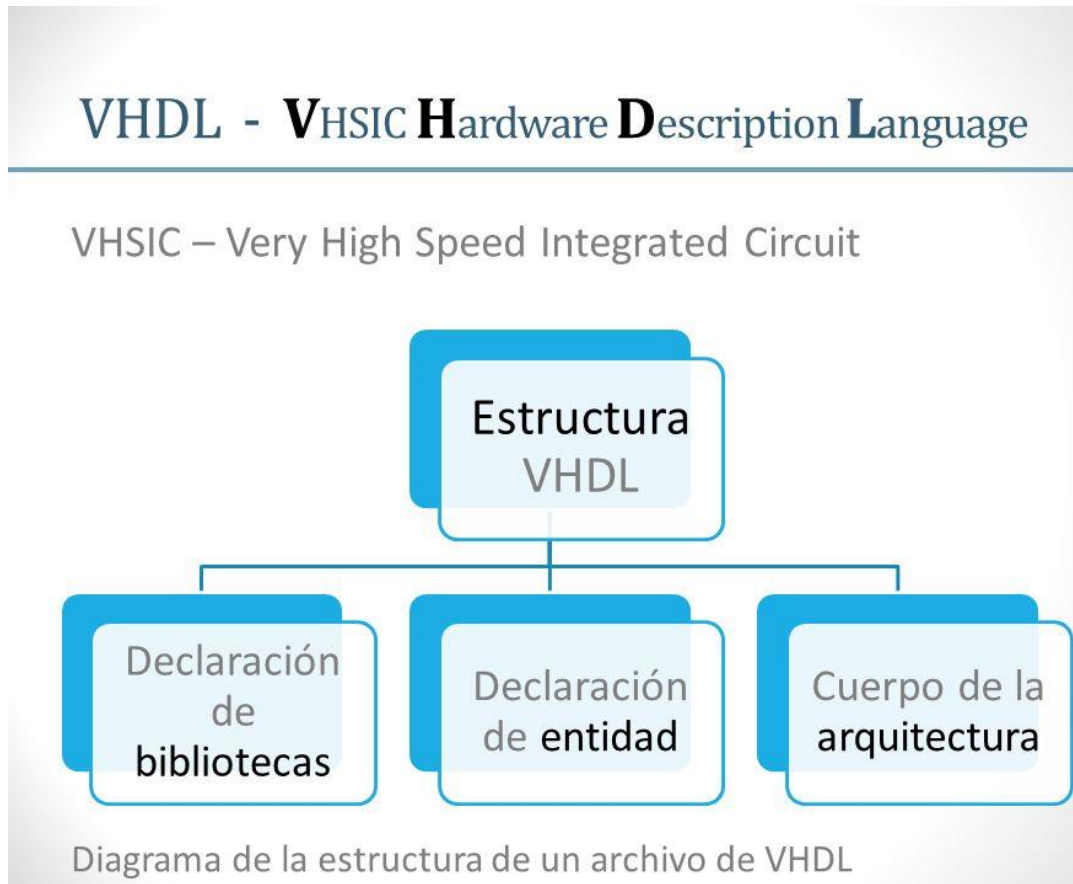 VHDL - VHSIC Hardware Description Language
VHSIC – Very High Speed Integrated Circuit
Estructura
VHDL
Declaración
de
bibliotecas
Declaración
de entidad
Cuerpo de la
arquitectura
Diagrama de la estructura de un archivo de VHDL